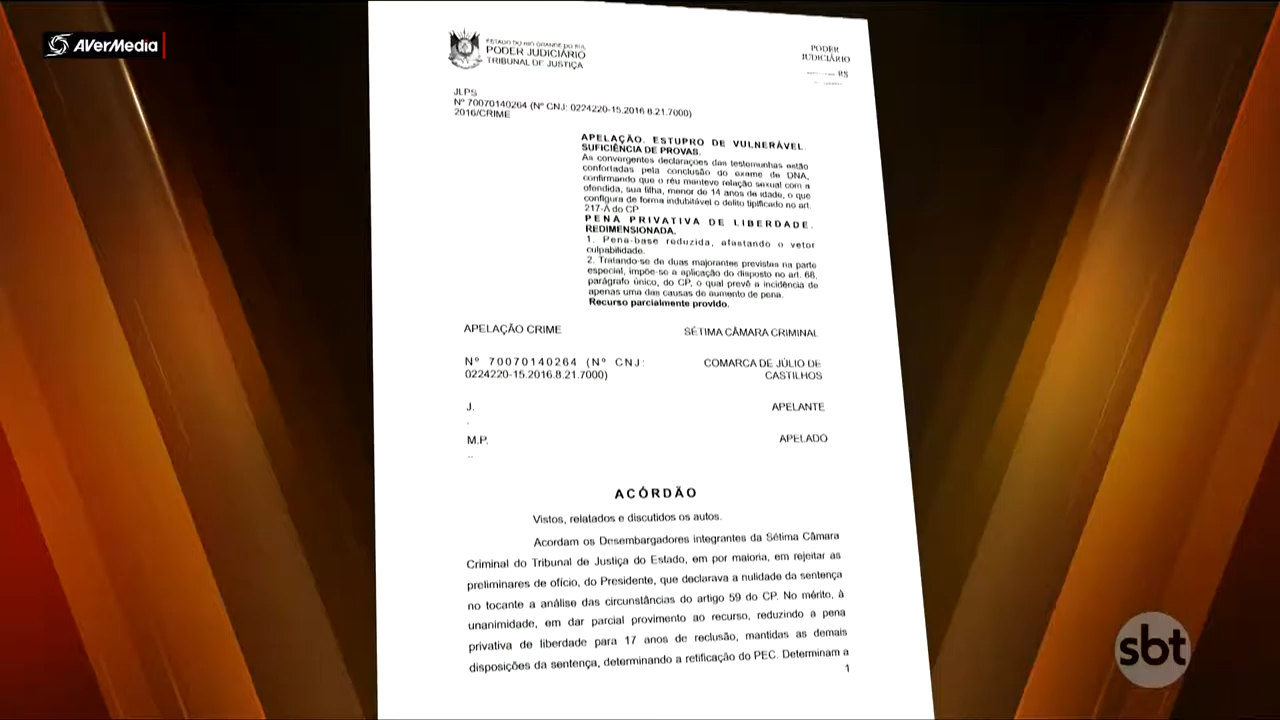 AVerMedia
ESTADO DO RIO GRANDE DO SUL
PODER JUDICIÁRIO
TRIBUNAL DE JUSTIÇA
PODER
JUDICIÁRIO
RS
JLPS
Nº 70070140264 (Nº CNJ: 0224220-15.2016.8.21.7000)
2016/CRIME
APELAÇÃO. ESTUPRO DE VULNERÁVEL.
SUFICIÊNCIA DE PROVAS.
As convergentes declarações das testemunhas estão
confortadas pela conclusão do exame de DNA,
confirmando que o réu manteve relação sexual com a
ofendida, sua filha, menor de 14 anos de idade, o que
configura de forma indubitável o delito tipificado no art.
217-A do CP
PENA PRIVATIVA DE LIBERDADE.
REDIMENSIONADA.
1. Pena-base reduzida, afastando o vetor
culpabilidade.
2. Tratando-se de duas majorantes previstas na parte
especial, impõe-se a aplicação do disposto no art. 68,
parágrafo único, do CP, o qual prevê a incidência de
apenas uma das causas de aumento de pena.
Recurso parcialmente provido.
APELAÇÃO CRIME
SÉTIMA CÂMARA CRIMINAL
Nº 70070140264 (Nº CNJ:
0224220-15.2016.8.21.7000)
COMARCA DE JÚLIO DE
CASTILHOS
J.
.
APELANTE
M.P.
..
APELADO
ACÓRDÃO
Vistos, relatados e discutidos os autos.
Acordam os Desembargadores integrantes da Sétima Câmara
Criminal do Tribunal de Justiça do Estado, em por maioria, em rejeitar as
preliminares de ofício, do Presidente, que declarava a nulidade da sentença
no tocante a análise das circunstâncias do artigo 59 do CP. No mérito, à
unanimidade, em dar parcial provimento ao recurso, reduzindo a pena
privativa de liberdade para 17 anos de reclusão, mantidas as demais
disposições da sentença, determinando a retificação do PEC. Determinam a
1
sbt